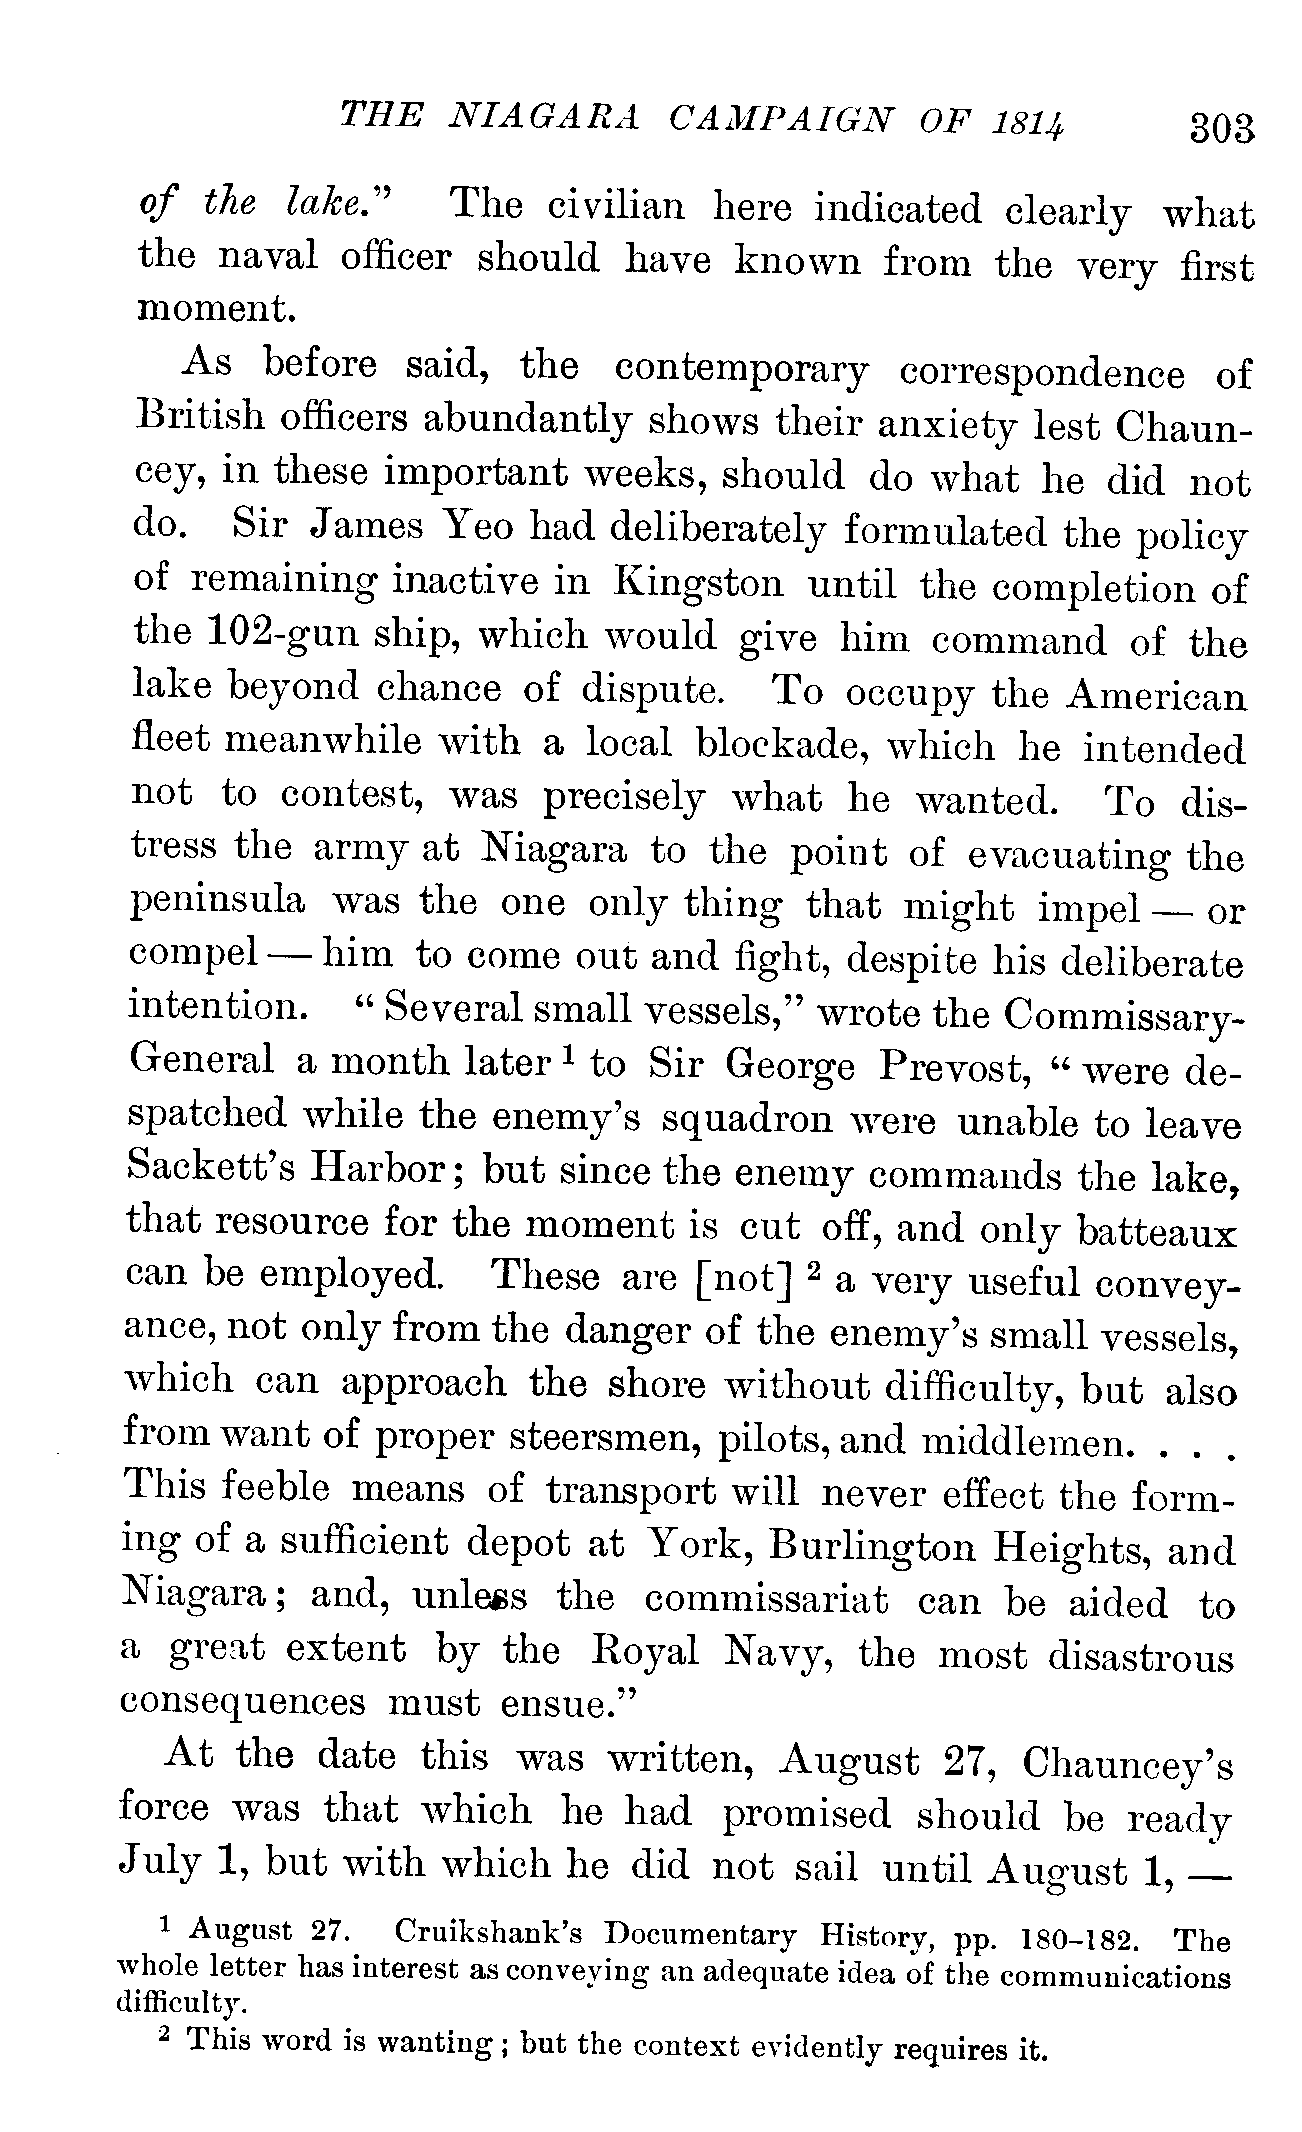 THE NIAGARA CAMPAIGN OF 1814 303
of the lake." The civilian here indicated clearly what
the naval officer should have known from the very first
moment.
As before said, the contemporary correspondence of
British officers abundantly shows their anxiety lest Chaun-
cey, in these important weeks, should do what he did not
do. Sir James Yeo had deliberately formulated the policy
of remaining inactive in Kingston until the completion of
the 102-gun ship, which would give him command of the
lake beyond chance of dispute. To occupy the American
fleet meanwhile with a local blockade, which he intended
not to contest, was precisely what he wanted. To dis-
tress the army at Niagara to the point of evacuating the
peninsula was the one only thing that might impel — or
compel — him to come out and fight, despite his deliberate
intention. "Several small vessels," wrote the Commissary-
General a month later¹ to Sir George Prevost, "were de-
spatched while the enemy's squadron were unable to leave
Sackett's Harbor; but since the enemy commands the lake,
that resource for the moment is cut off, and only batteaux
can be employed. These are [not]² a very useful convey-
ance, not only from the danger of the enemy's small vessels,
which can approach the shore without difficulty, but also
from want of proper steersmen, pilots, and middlemen. . . .
This feeble means of transport will never effect the form-
ing of a sufficient depot at York, Burlington Heights, and
Niagara; and, unless the commissariat can be aided to
a great extent by the Royal Navy, the most disastrous
consequences must ensue."
At the date this was written, August 27, Chauncey's
force was that which he had promised should be ready
July 1, but with which he did not sail until August 1, —
¹ August 27. Cruikshank's Documentary History, pp. 180-182. The
whole letter has interest as conveying an adequate idea of the communications
difficulty.
² This word is wanting; but the context evidently requires it.